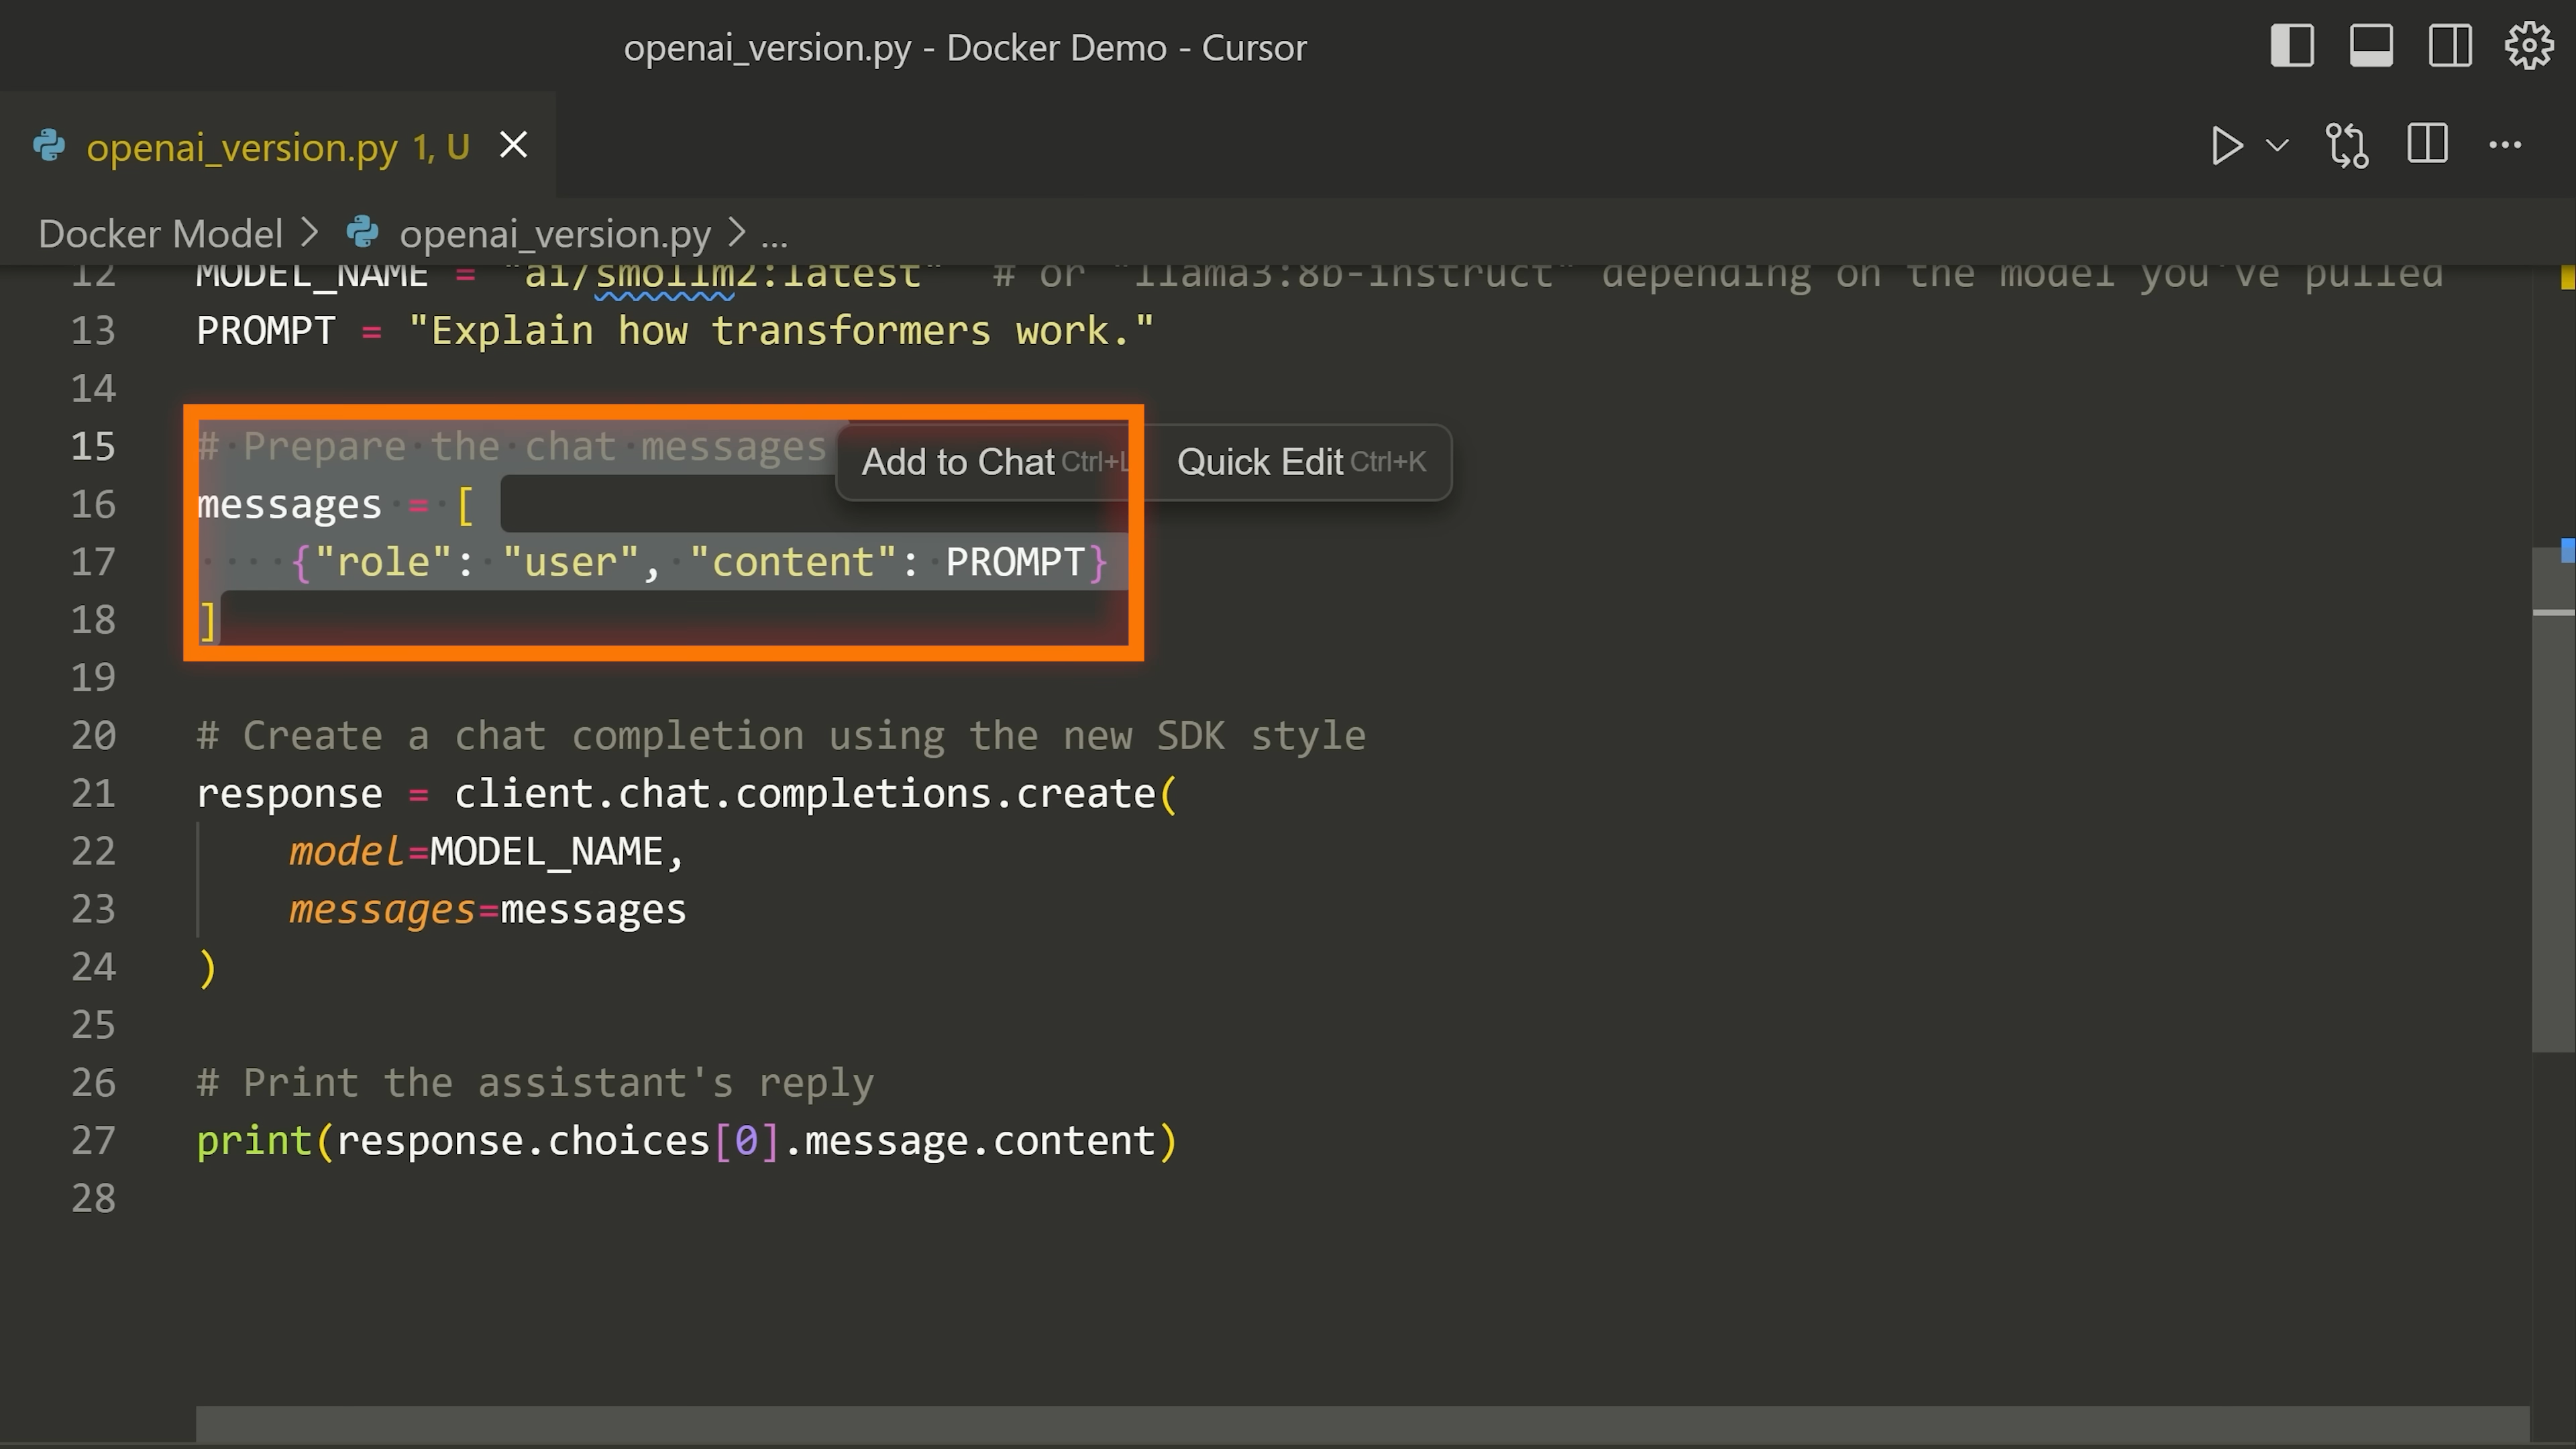 openai_version.py - Docker Demo - Cursor
openai_version.py 1, U
Docker Model > openai_version.py > ...
12 MODEL_NAME = "ai/smollm2:latest" # or "llama3:8b-instruct" depending on the model you've pulled
13 PROMPT = "Explain how transformers work."
14
15 # Prepare the chat messages
Add to Chat Ctrl+L Quick Edit Ctrl+K
16 messages = [
17 {"role": "user", "content": PROMPT}
18 ]
19
20 # Create a chat completion using the new SDK style
21 response = client.chat.completions.create(
22 model=MODEL_NAME,
23 messages=messages
24 )
25
26 # Print the assistant's reply
27 print(response.choices[0].message.content)
28